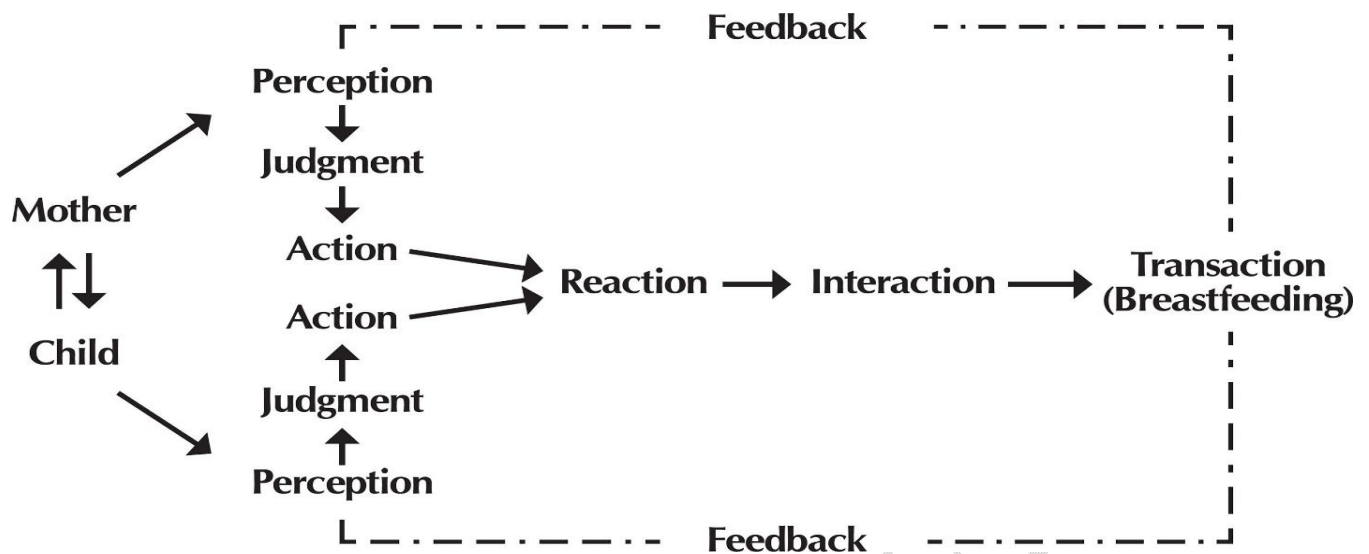 Feedback
Perception
Judgment
Mother
Action
Reaction
Interaction
Transaction
(Breastfeeding)
Action
Child
Judgment
Perception
Feedback